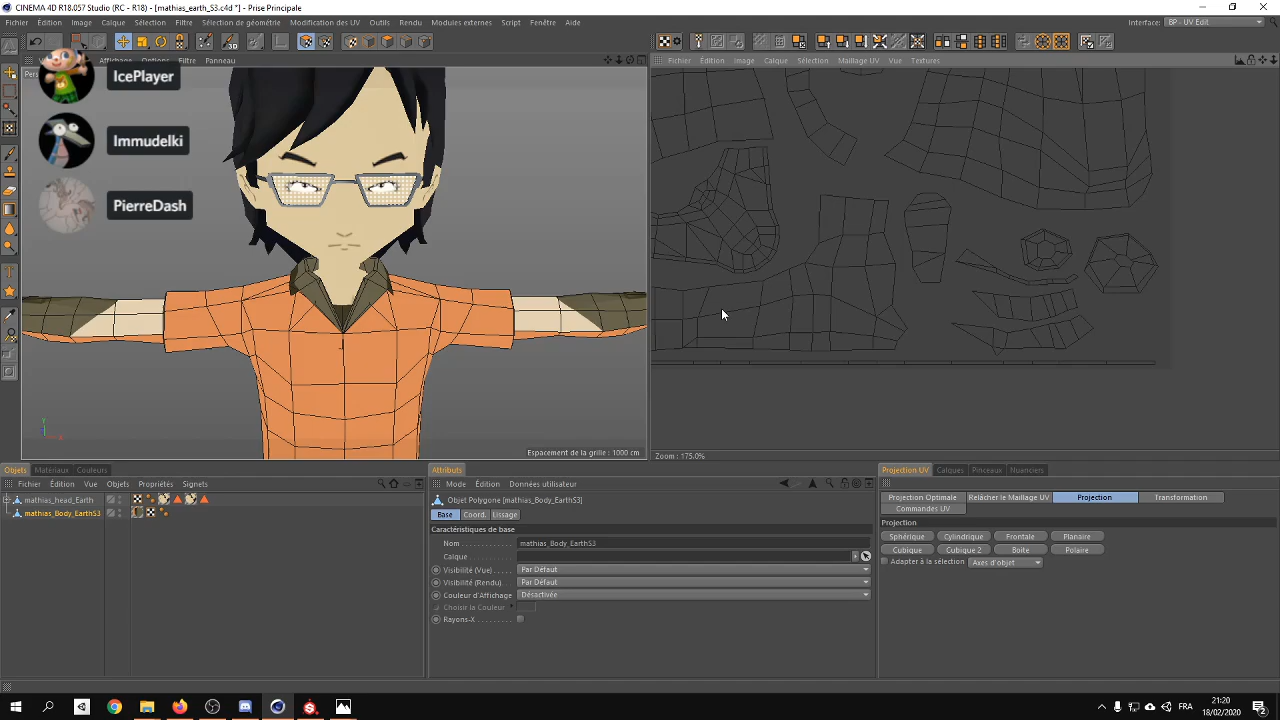 CINEMA 4D R18.057 Studio (RC - R18) - [mathias_earth_S3.c4d *] - Prise Principale
Fichier Édition Image Calque Sélection Filtre Sélection de géométrie Modification des UV Outils Rendu Modules externes Script Fenêtre Aide Interface: BP - UV Edit
Affichage Options Filtre Panneau
Fichier Édition Image Calque Sélection Maillage UV Vue Textures
IcePlayer
Immudelki
PierreDash
Espacement de la grille : 1000 cm
Zoom : 175.0%
Objets Matériaux Couleurs
Fichier Édition Vue Objets Propriétés Signets
mathias_head_Earth
mathias_Body_EarthS3
Attributs
Mode Édition Données utilisateur
Objet Polygone [mathias_Body_EarthS3]
Base Coord. Lissage
Caractéristiques de base
Nom mathias_Body_EarthS3
Calque
Visibilité (Vue) Par Défaut
Visibilité (Rendu) Par Défaut
Couleur d'Affichage Désactivée
Choisir la Couleur
Rayons-X
Projection UV Calques Pinceaux Nuanciers
Projection Optimale Relâcher le Maillage UV Projection Transformation
Commandes UV
Projection
Sphérique Cylindrique Frontale Planaire
Cubique Cubique 2 Boite Polaire
Adapter à la sélection Axes d'objet
FRA
21:20
18/02/2020
2